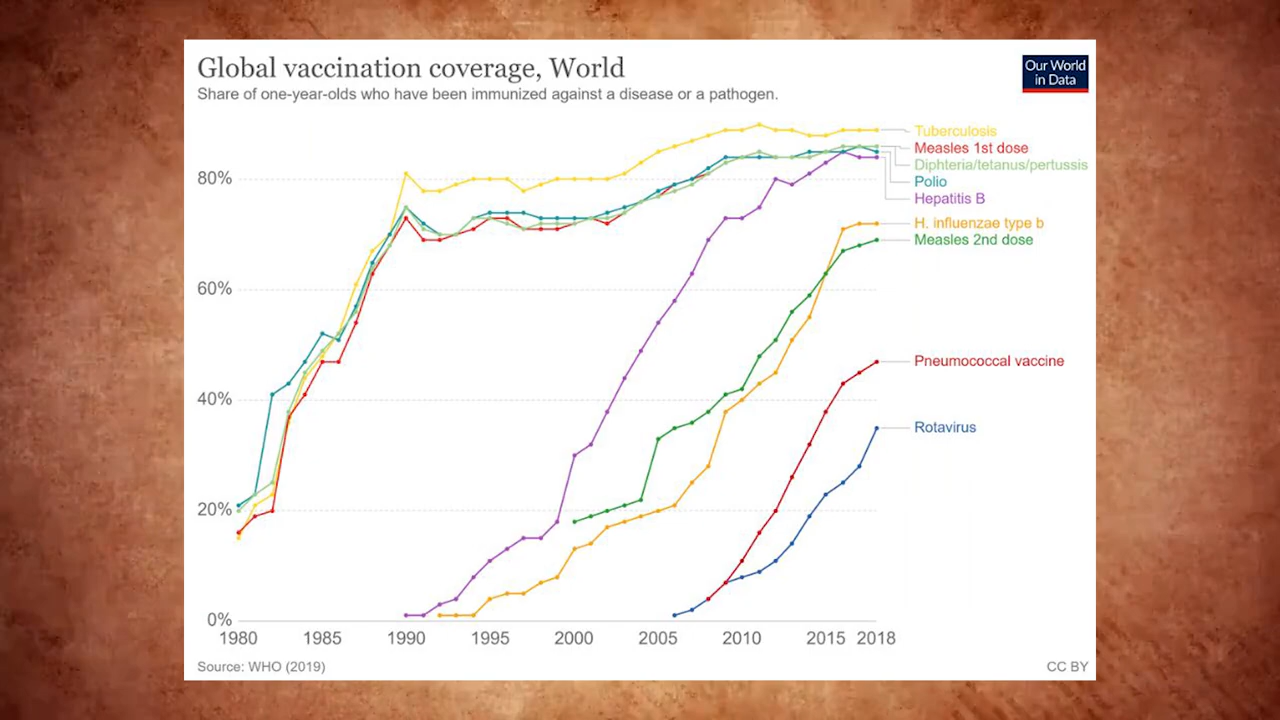 Global vaccination coverage, World
Share of one-year-olds who have been immunized against a disease or a pathogen.
Our World
in Data
Tuberculosis
Measles 1st dose
Diphteria/tetanus/pertussis
Polio
Hepatitis B
H. influenzae type b
Measles 2nd dose
Pneumococcal vaccine
Rotavirus
80%
60%
40%
20%
0%
1980 1985 1990 1995 2000 2005 2010 2015 2018
Source: WHO (2019)
CC BY